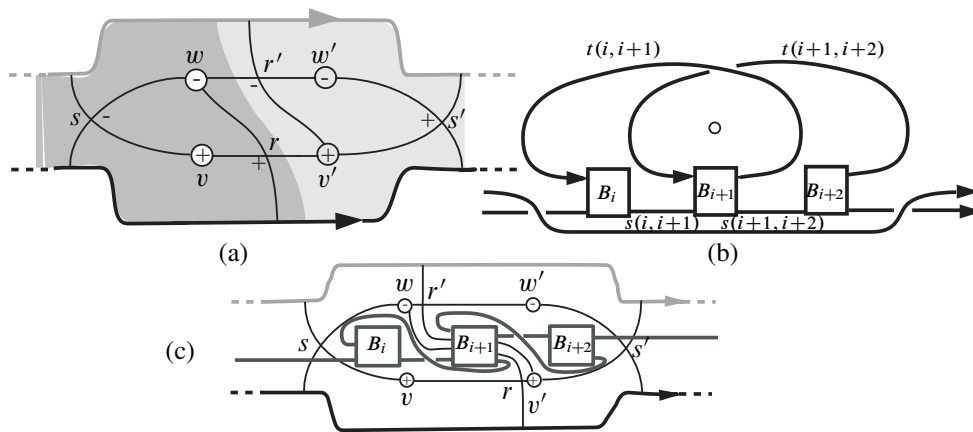 w w' r' - - - s - + s' r + + + v v'
(a)
t(i, i+1) t(i+1, i+2)
B_i B_{i+1} B_{i+2}
s(i, i+1) s(i+1, i+2)
(b)
w r' w' - - s B_i B_{i+1} B_{i+2} s' + + v r v'
(c)